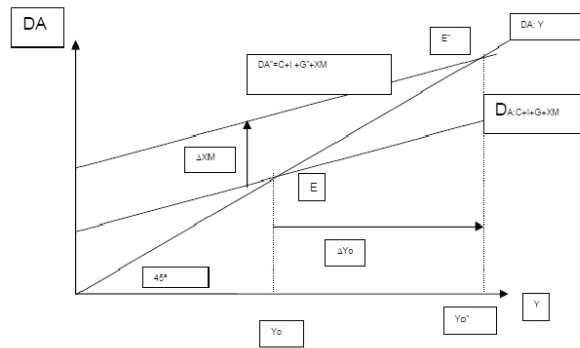 DA
E"
DA: Y
DA"=C+I +G"+XM
DA:C+I+G+XM
ΔXM
E
ΔYo
45º
Y
Yo
Yo"